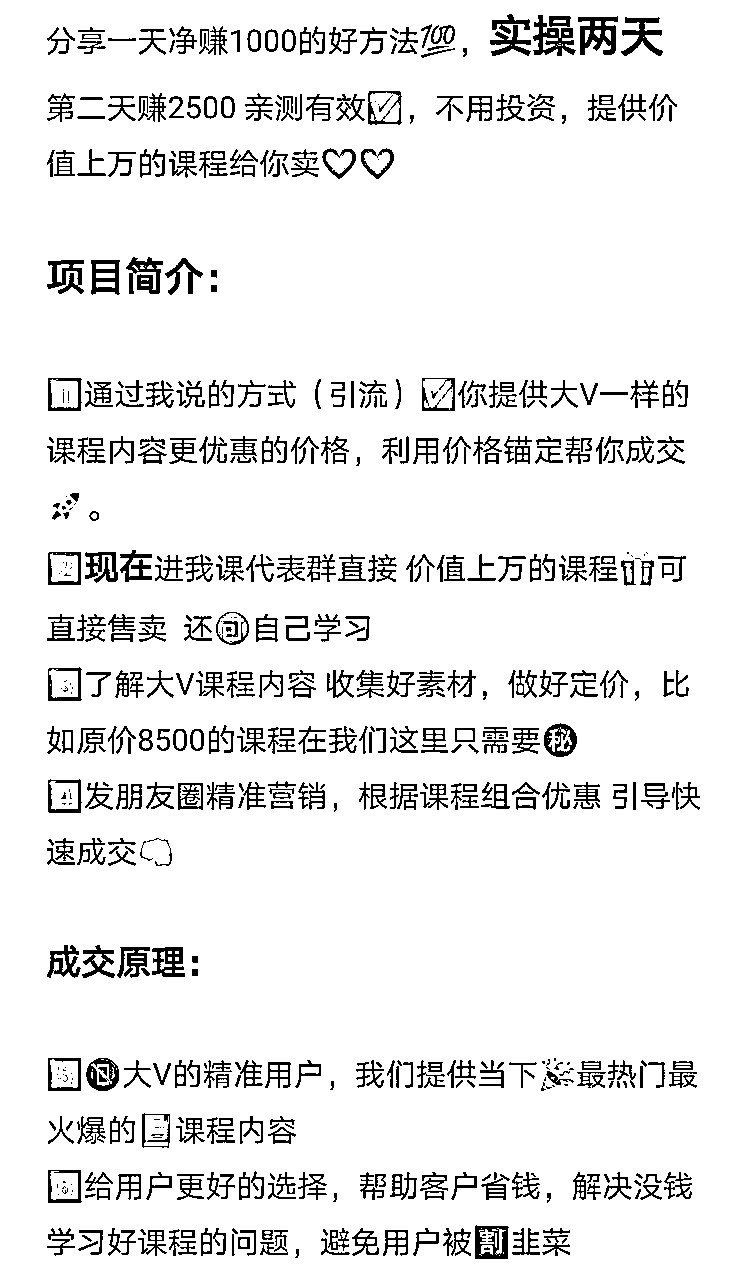 分享一天净赚1000的好方法💯，实操两天
第二天赚2500 亲测有效✅，不用投资，提供价
值上万的课程给你卖♡♡
项目简介：
1️⃣通过我说的方式（引流）✅你提供大V一样的
课程内容更优惠的价格，利用价格锚定帮你成交
🚀。
2️⃣现在进我课代表群直接 价值上万的课程🎁可
直接售卖 还🉑自己学习
3️⃣了解大V课程内容 收集好素材，做好定价，比
如原价8500的课程在我们这里只需要㊙
4️⃣发朋友圈精准营销，根据课程组合优惠 引导快
速成交
成交原理：
大V的精准用户，我们提供当下🎉最热门最
火爆的课程内容
给用户更好的选择，帮助客户省钱，解决没钱
学习好课程的问题，避免用户被🈹韭菜